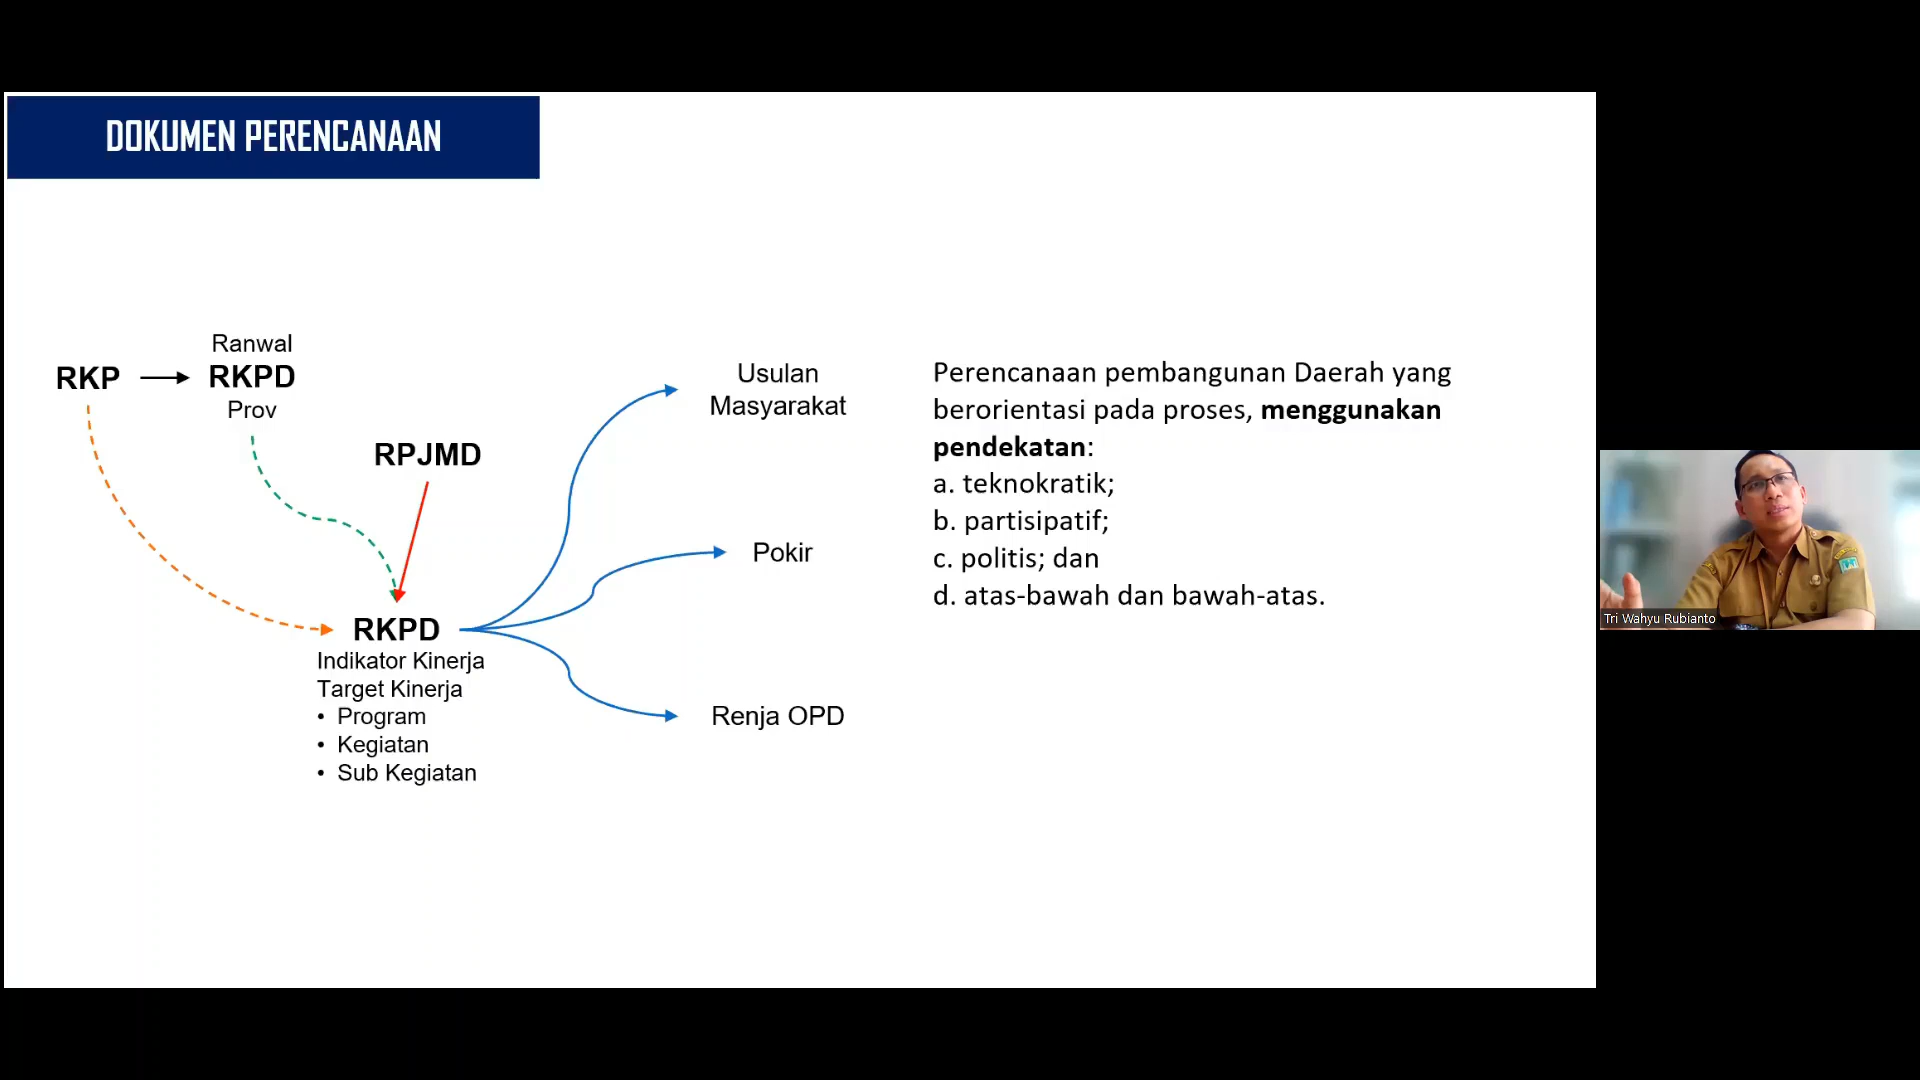 DOKUMEN PERENCANAAN
Ranwal
RKP
RKPD
Prov
RPJMD
RKPD
Indikator Kinerja
Target Kinerja
• Program
• Kegiatan
• Sub Kegiatan
Usulan
Masyarakat
Pokir
Renja OPD
Perencanaan pembangunan Daerah yang
berorientasi pada proses, menggunakan
pendekatan:
a. teknokratik;
b. partisipatif;
c. politis; dan
d. atas-bawah dan bawah-atas.
Tri Wahyu Rubianto